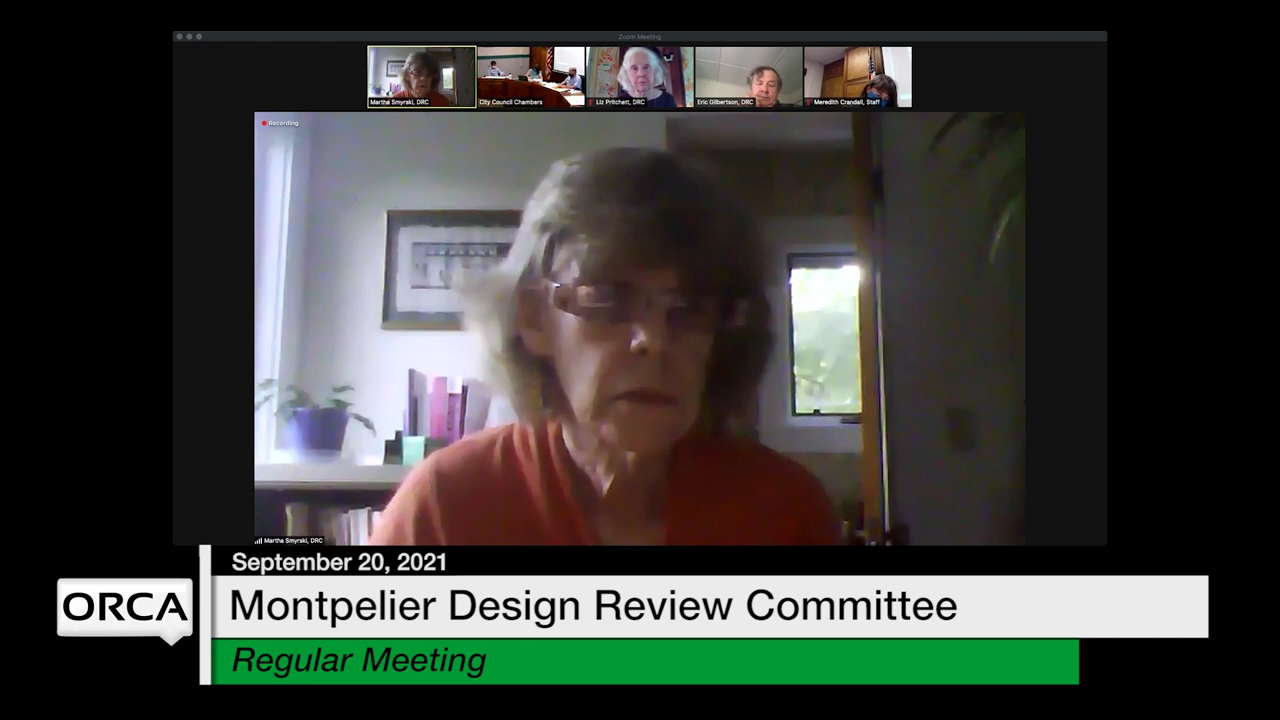 Zoom Meeting
Martha Smyrski, DRC
City Council Chambers
Liz Pritchett, DRC
Eric Gilbertson, DRC
Meredith Crandall, Staff
Recording
Martha Smyrski, DRC
September 20, 2021
ORCA
Montpelier Design Review Committee
Regular Meeting